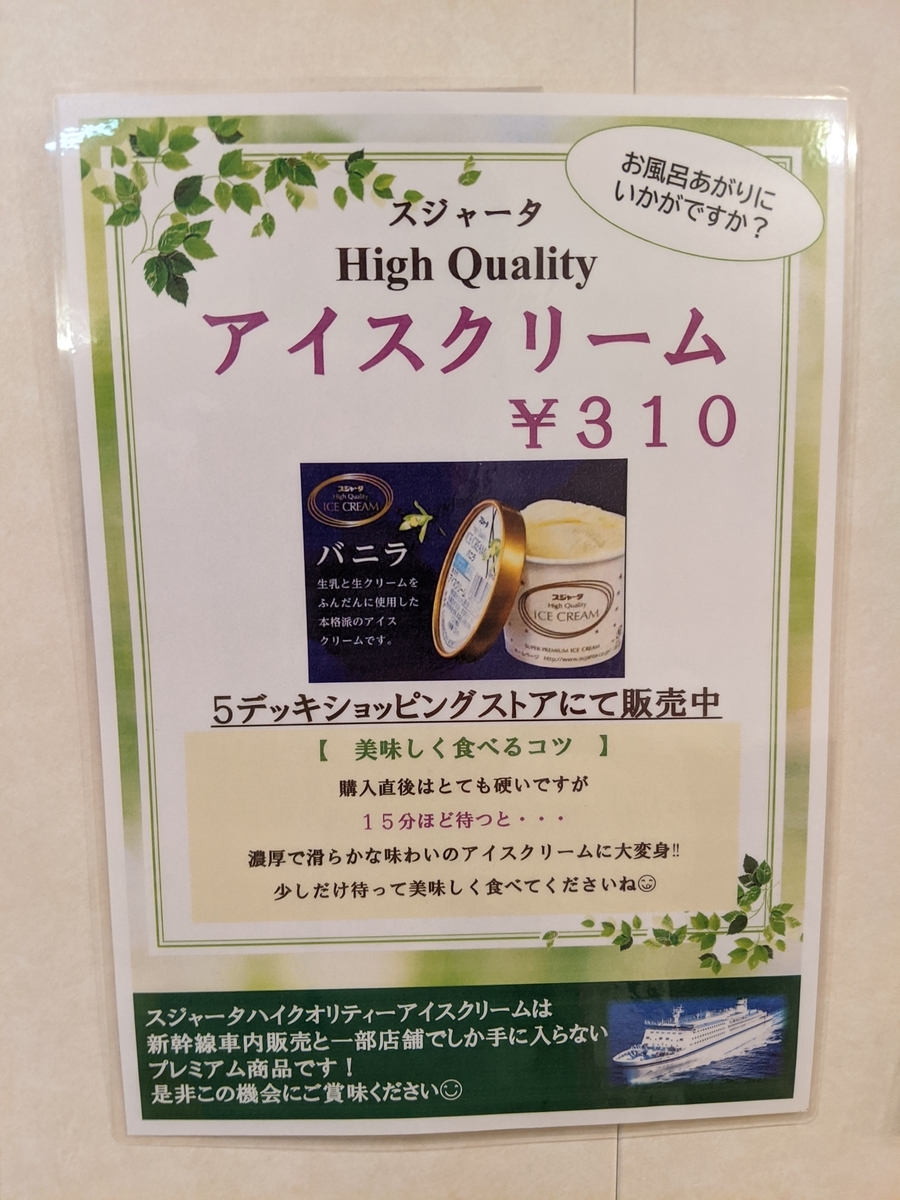 お風呂あがりに
いかがですか？
スジャータ
High Quality
アイスクリーム
￥３１０
スジャータ
High Quality
ICE CREAM
バニラ
生乳と生クリームを
ふんだんに使用した
本格派のアイス
クリームです。
スジャータ
High Quality
ICE CREAM
SUPER PREMIUM ICE CREAM
5デッキショッピングストアにて販売中
【　美味しく食べるコツ　】
購入直後はとても硬いですが
１５分ほど待つと・・・
濃厚で滑らかな味わいのアイスクリームに大変身!!
少しだけ待って美味しく食べてくださいね😋
スジャータハイクオリティーアイスクリームは
新幹線車内販売と一部店舗でしか手に入らない
プレミアム商品です！
是非この機会にご賞味ください☺